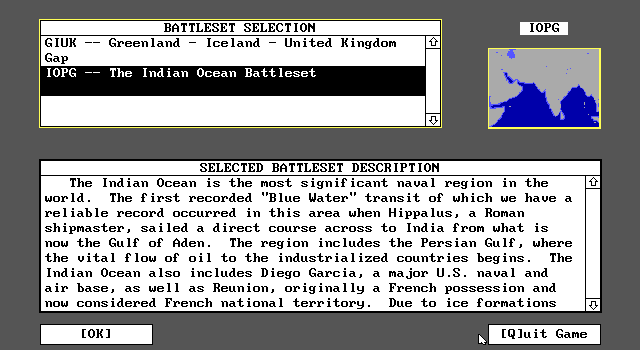 BATTLESET SELECTION
GIUK -- Greenland - Iceland - United Kingdom
Gap
IOPG -- The Indian Ocean Battleset
IOPG
SELECTED BATTLESET DESCRIPTION
The Indian Ocean is the most significant naval region in the
world. The first recorded "Blue Water" transit of which we have a
reliable record occurred in this area when Hippalus, a Roman
shipmaster, sailed a direct course across to India from what is
now the Gulf of Aden. The region includes the Persian Gulf, where
the vital flow of oil to the industrialized countries begins. The
Indian Ocean also includes Diego Garcia, a major U.S. naval and
air base, as well as Reunion, originally a French possession and
now considered French national territory. Due to ice formations
[OK]
[Q]uit Game